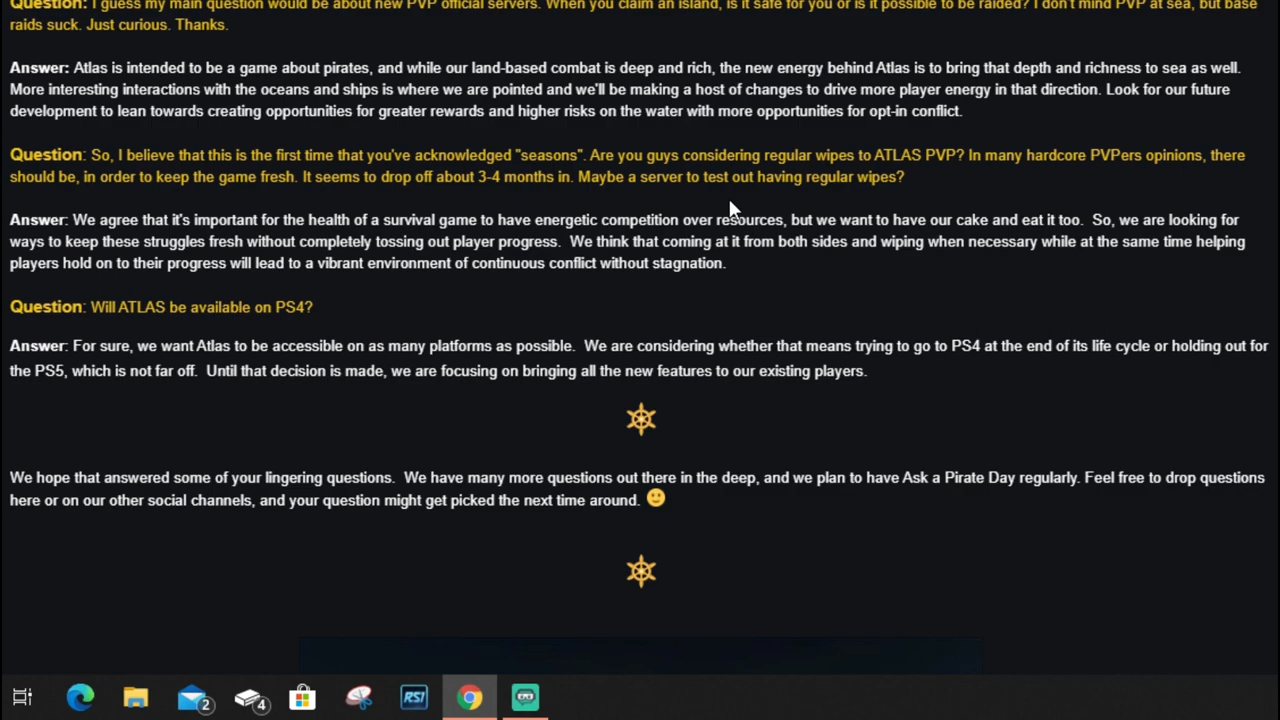 Question: I guess my main question would be about new PVP official servers. When you claim an island, is it safe for you or is it possible to be raided? I don't mind PVP at sea, but base
raids suck. Just curious. Thanks.
Answer: Atlas is intended to be a game about pirates, and while our land-based combat is deep and rich, the new energy behind Atlas is to bring that depth and richness to sea as well.
More interesting interactions with the oceans and ships is where we are pointed and we'll be making a host of changes to drive more player energy in that direction. Look for our future
development to lean towards creating opportunities for greater rewards and higher risks on the water with more opportunities for opt-in conflict.
Question: So, I believe that this is the first time that you've acknowledged "seasons". Are you guys considering regular wipes to ATLAS PVP? In many hardcore PVPers opinions, there
should be, in order to keep the game fresh. It seems to drop off about 3-4 months in. Maybe a server to test out having regular wipes?
Answer: We agree that it's important for the health of a survival game to have energetic competition over resources, but we want to have our cake and eat it too. So, we are looking for
ways to keep these struggles fresh without completely tossing out player progress. We think that coming at it from both sides and wiping when necessary while at the same time helping
players hold on to their progress will lead to a vibrant environment of continuous conflict without stagnation.
Question: Will ATLAS be available on PS4?
Answer: For sure, we want Atlas to be accessible on as many platforms as possible. We are considering whether that means trying to go to PS4 at the end of its life cycle or holding out for
the PS5, which is not far off. Until that decision is made, we are focusing on bringing all the new features to our existing players.
We hope that answered some of your lingering questions. We have many more questions out there in the deep, and we plan to have Ask a Pirate Day regularly. Feel free to drop questions
here or on our other social channels, and your question might get picked the next time around.
2 4 RSI